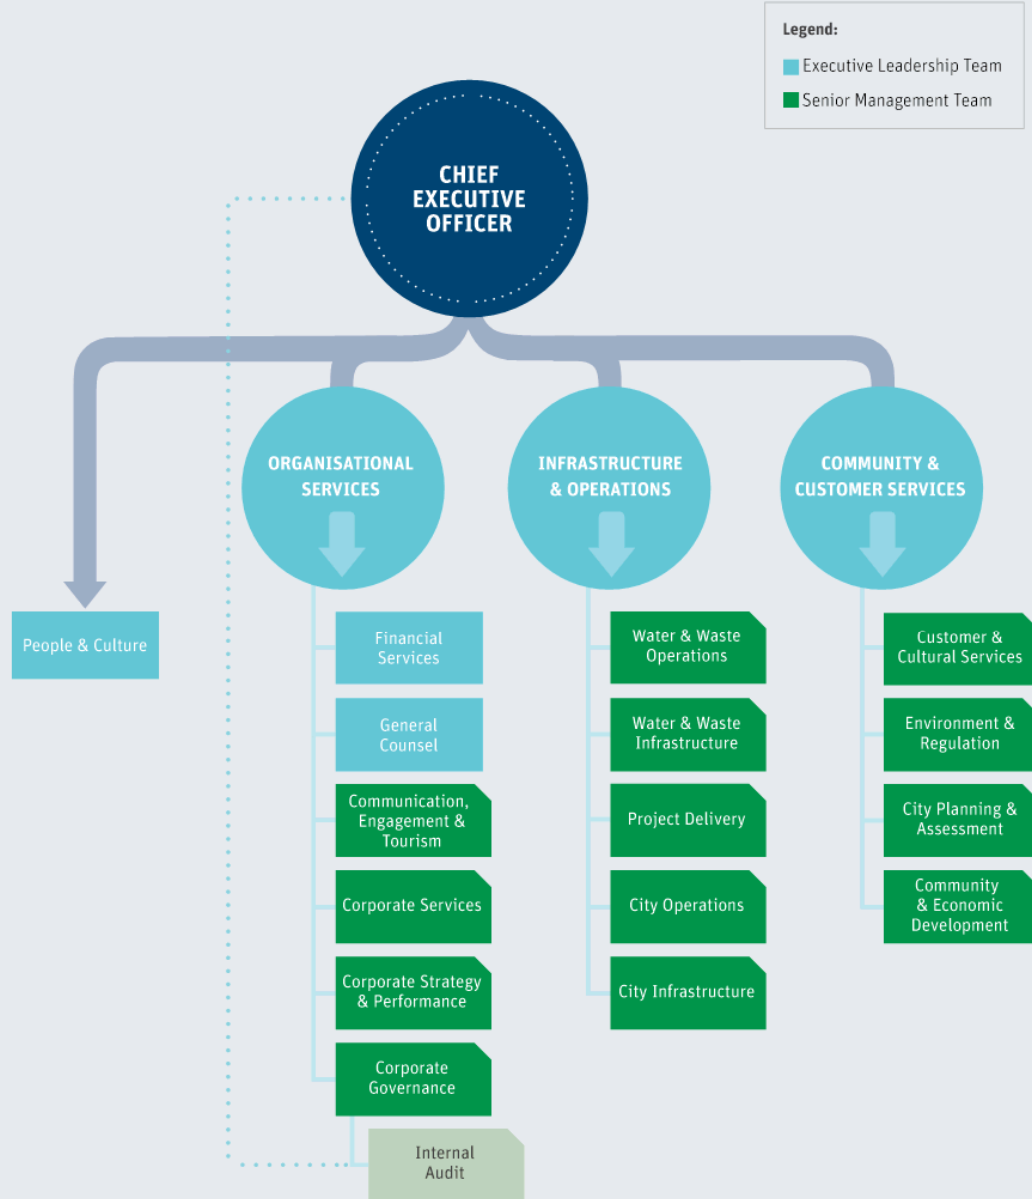 Legend:
Executive Leadership Team
Senior Management Team
CHIEF
EXECUTIVE
OFFICER
ORGANISATIONAL
SERVICES
INFRASTRUCTURE
& OPERATIONS
COMMUNITY &
CUSTOMER SERVICES
People & Culture
Financial
Services
General
Counsel
Communication,
Engagement &
Tourism
Corporate Services
Corporate Strategy
& Performance
Corporate
Governance
Internal
Audit
Water & Waste
Operations
Water & Waste
Infrastructure
Project Delivery
City Operations
City Infrastructure
Customer &
Cultural Services
Environment &
Regulation
City Planning &
Assessment
Community
& Economic
Development